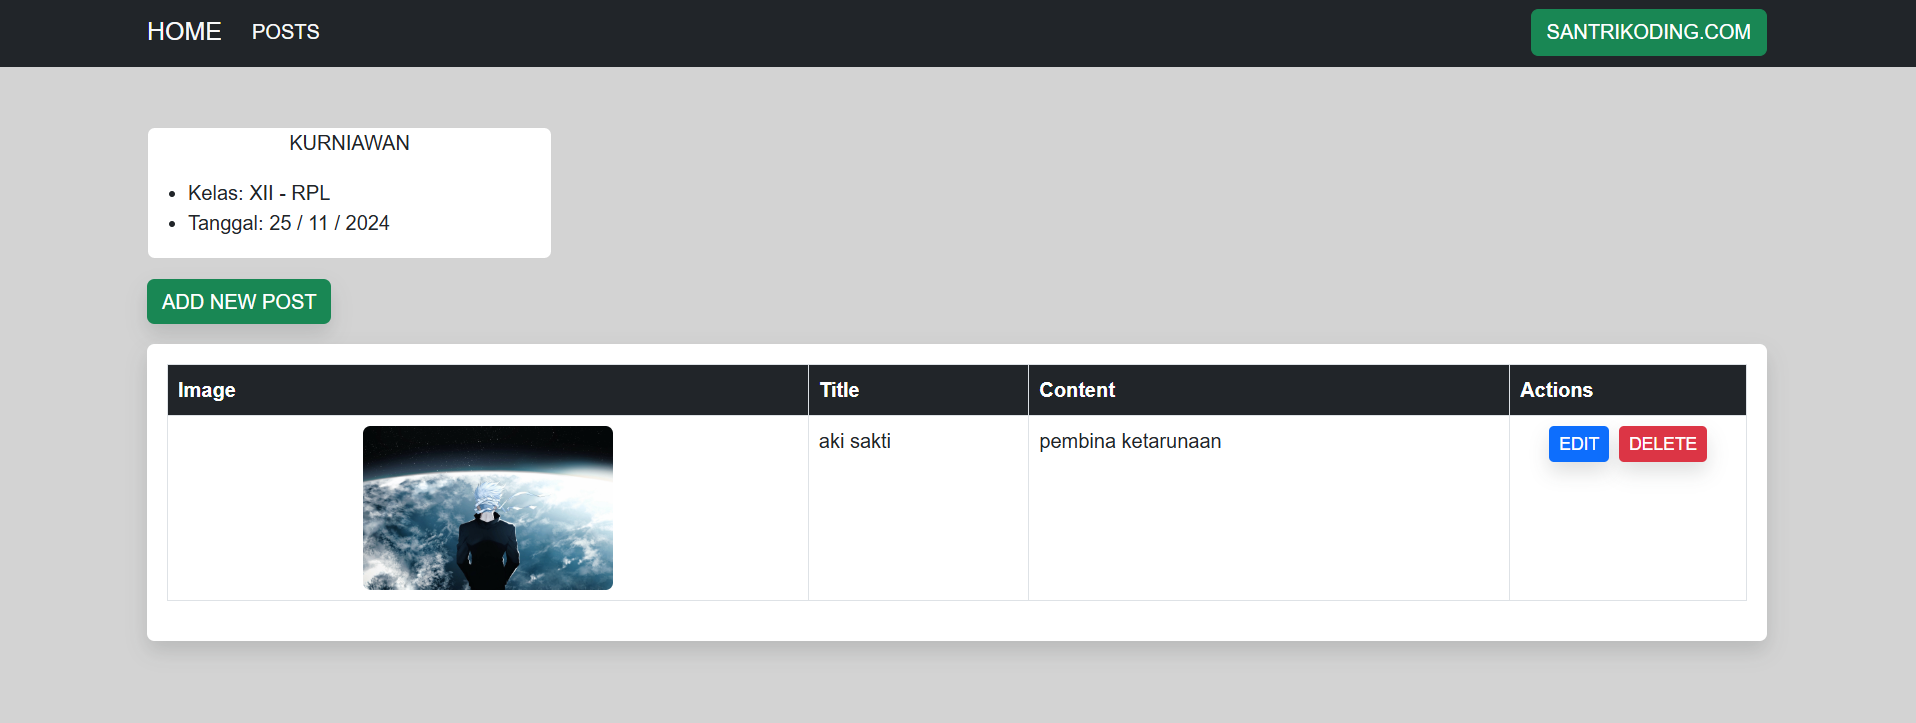 HOME POSTS SANTRIKODING.COM
KURNIAWAN
Kelas: XII - RPL
Tanggal: 25 / 11 / 2024
ADD NEW POST
Image Title Content Actions
aki sakti pembina ketarunaan EDIT DELETE